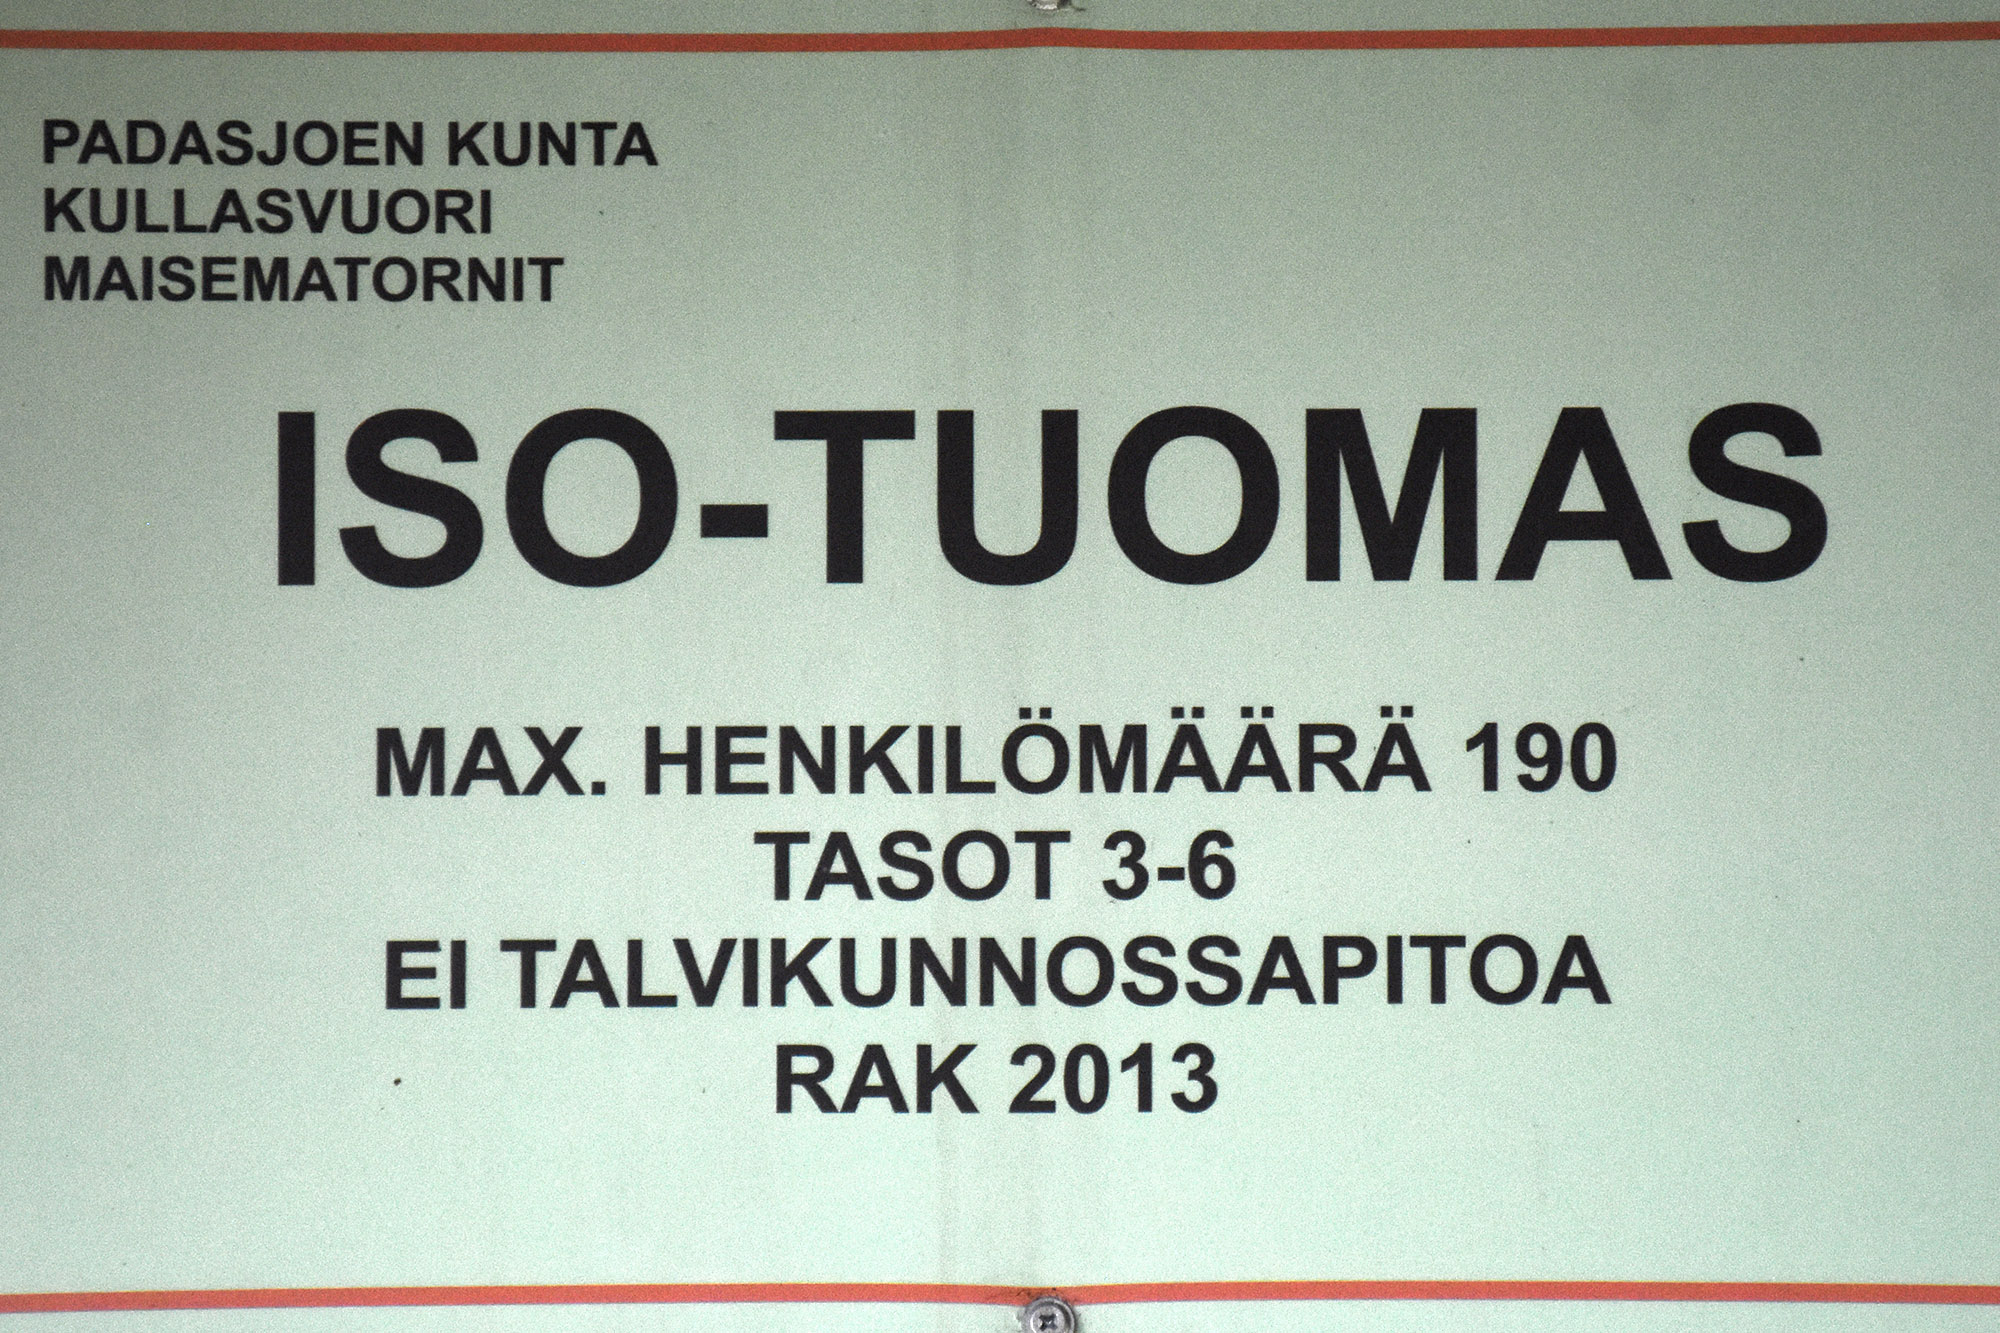 PADASJOEN KUNTA
KULLASVUORI
MAISEMATORNIT
ISO-TUOMAS
MAX. HENKILÖMÄÄRÄ 190
TASOT 3-6
EI TALVIKUNNOSSAPITOA
RAK 2013